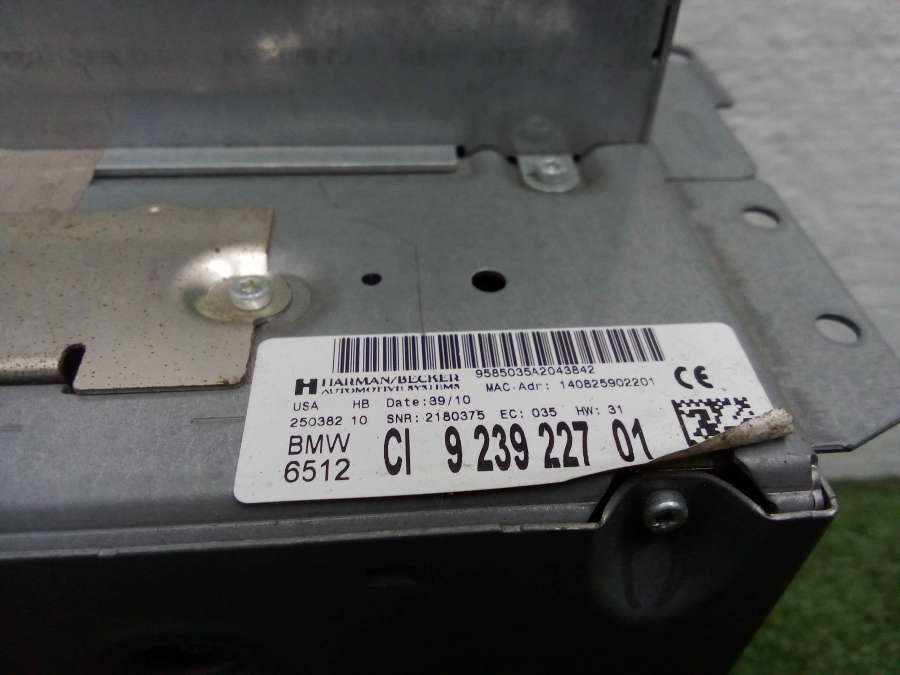 9585035A2043842
HARMAN/BECKER
AUTOMOTIVE SYSTEMS
MAC-Adr: 140825902201
USA HB Date:39/10
250382 10 SNR: 2180375 EC: 035 HW: 31
BMW
6512
CI 9 239 227 01
CE